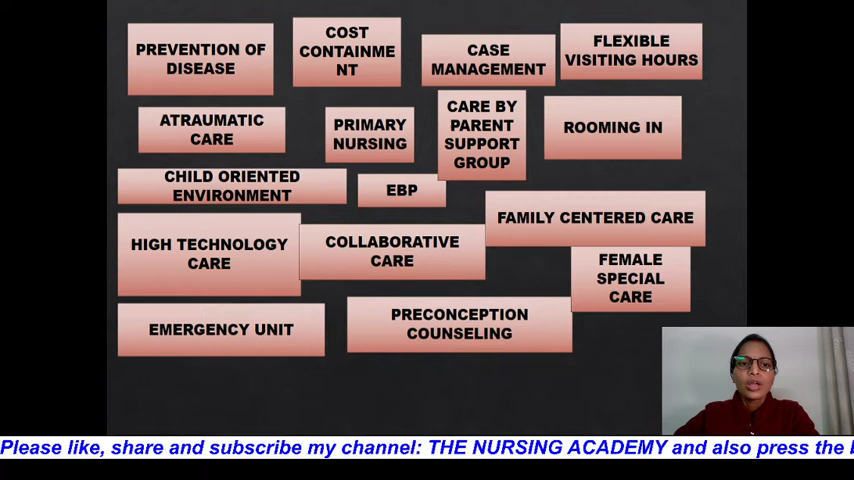 PREVENTION OF
DISEASE
COST
CONTAINME
NT
CASE
MANAGEMENT
FLEXIBLE
VISITING HOURS
ATRAUMATIC
CARE
PRIMARY
NURSING
CARE BY
PARENT
SUPPORT
GROUP
ROOMING IN
CHILD ORIENTED
ENVIRONMENT
EBP
FAMILY CENTERED CARE
HIGH TECHNOLOGY
CARE
COLLABORATIVE
CARE
FEMALE
SPECIAL
CARE
EMERGENCY UNIT
PRECONCEPTION
COUNSELING
Please like, share and subscribe my channel: THE NURSING ACADEMY and also press the